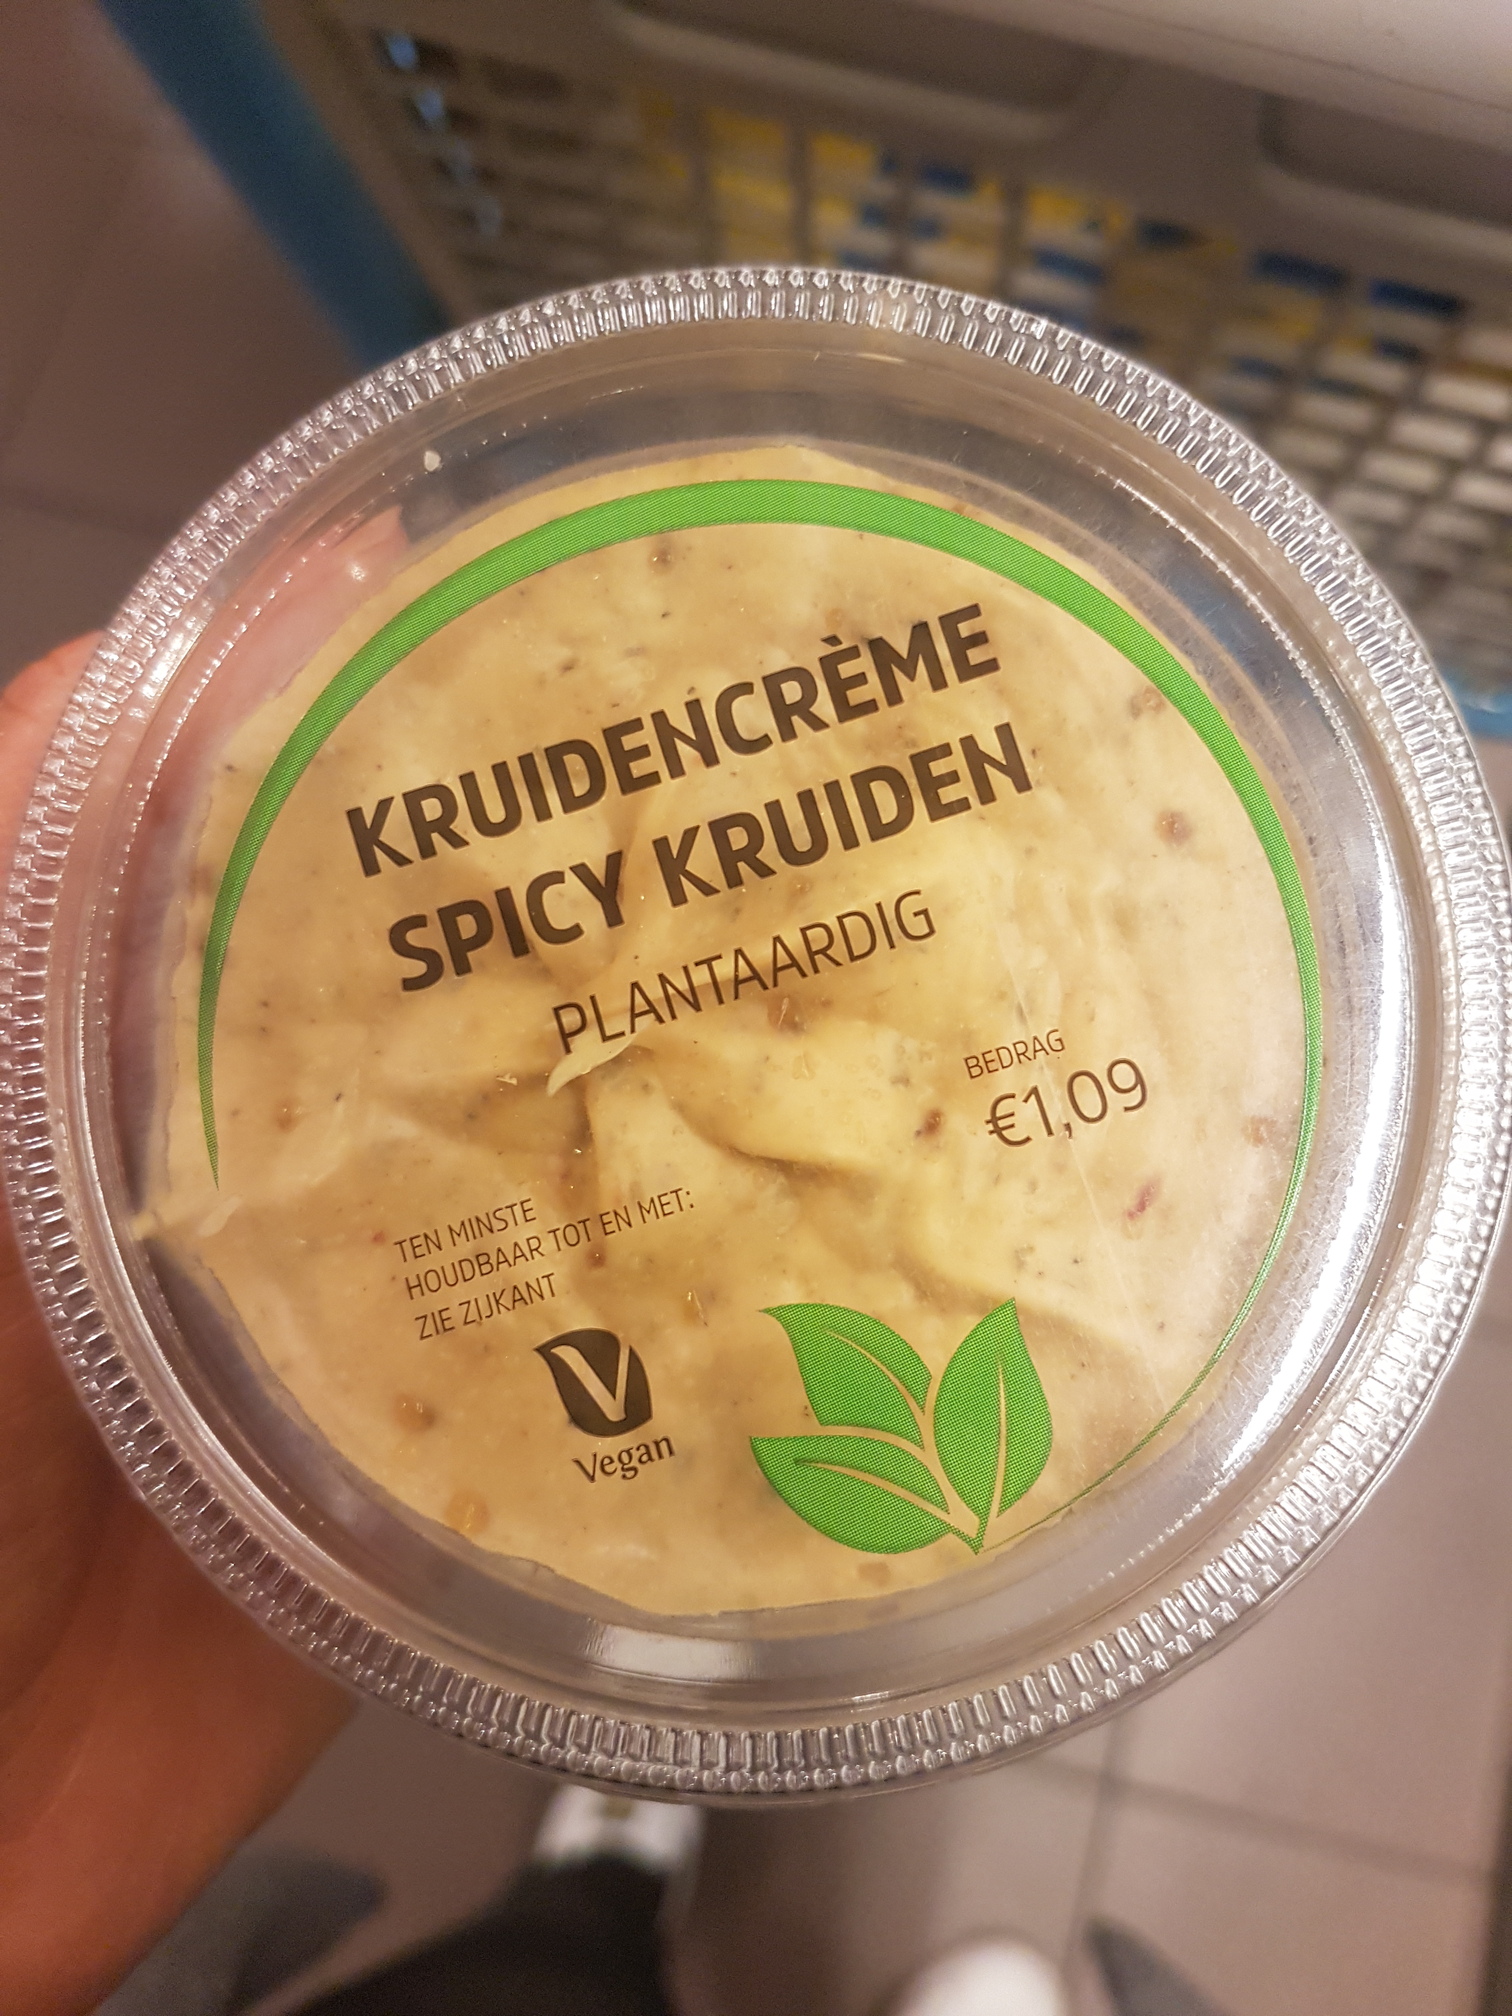 KRUIDENCRÈME
SPICY KRUIDEN
PLANTAARDIG
BEDRAG
€1,09
TEN MINSTE
HOUDBAAR TOT EN MET:
ZIE ZIJKANT
V
Vegan